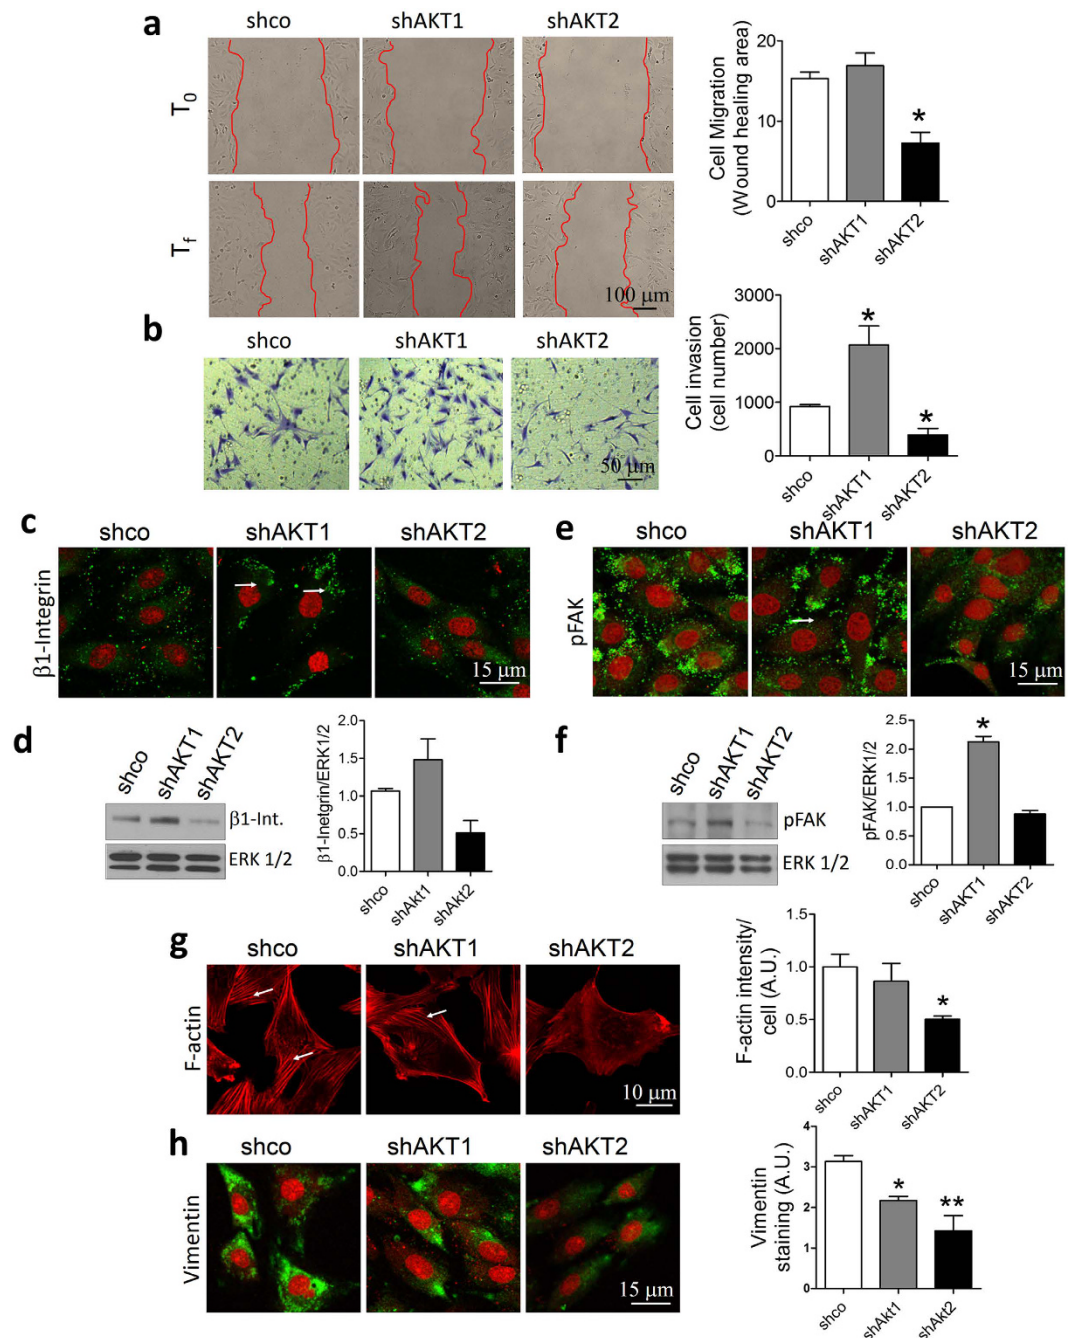 a
shco shAKT1 shAKT2
T0
Tf
100 μm
Cell Migration
(Wound healing area)
20
10
0
*
shco shAKT1 shAKT2
b
shco shAKT1 shAKT2
50 μm
Cell invasion
(cell number)
3000
2000
1000
0
* *
shco shAKT1 shAKT2
c
shco shAKT1 shAKT2
β1-Integrin
15 μm
e
shco shAKT1 shAKT2
pFAK
15 μm
d
shco shAKT1 shAKT2
β1-Int.
ERK 1/2
β1-Inetgrin/ERK1/2
2.0
1.5
1.0
0.5
0.0
shco shAkt1 shAkt2
f
shco shAKT1 shAKT2
pFAK
ERK 1/2
pFAK/ERK1/2
2.5
2.0
1.5
1.0
0.5
0.0
*
shco shAKT1 shAKT2
g
shco shAKT1 shAKT2
F-actin
10 μm
F-actin intensity/
cell (A.U.)
1.5
1.0
0.5
0.0
*
shco shAKT1 shAKT2
h
shco shAKT1 shAKT2
Vimentin
15 μm
Vimentin
staining (A.U.)
4
3
2
1
0
* **
shco shAkt1 shAkt2